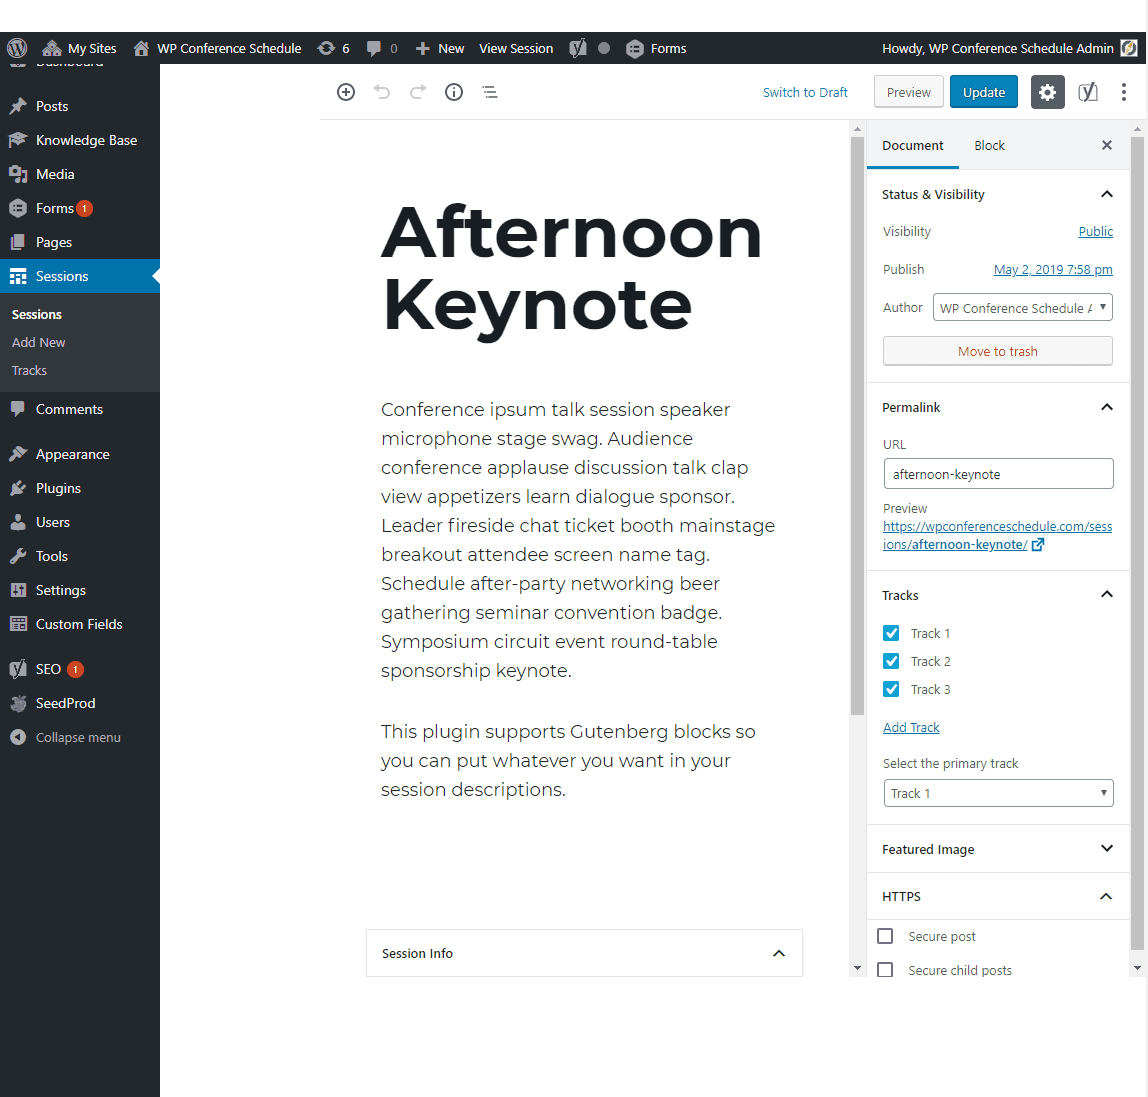 My Sites
WP Conference Schedule
6
0
New
View Session
Forms
Howdy, WP Conference Schedule Admin
Dashboard
Posts
Knowledge Base
Media
Forms 1
Pages
Sessions
Sessions
Add New
Tracks
Comments
Appearance
Plugins
Users
Tools
Settings
Custom Fields
SEO 1
SeedProd
Collapse menu
Switch to Draft
Preview
Update
Afternoon
Keynote
Conference ipsum talk session speaker
microphone stage swag. Audience
conference applause discussion talk clap
view appetizers learn dialogue sponsor.
Leader fireside chat ticket booth mainstage
breakout attendee screen name tag.
Schedule after-party networking beer
gathering seminar convention badge.
Symposium circuit event round-table
sponsorship keynote.
This plugin supports Gutenberg blocks so
you can put whatever you want in your
session descriptions.
Session Info
Document
Block
Status & Visibility
Visibility
Public
Publish
May 2, 2019 7:58 pm
Author
WP Conference Schedule
Move to trash
Permalink
URL
afternoon-keynote
Preview
https://wpconferenceschedule.com/sess
ions/afternoon-keynote/
Tracks
Track 1
Track 2
Track 3
Add Track
Select the primary track
Track 1
Featured Image
HTTPS
Secure post
Secure child posts